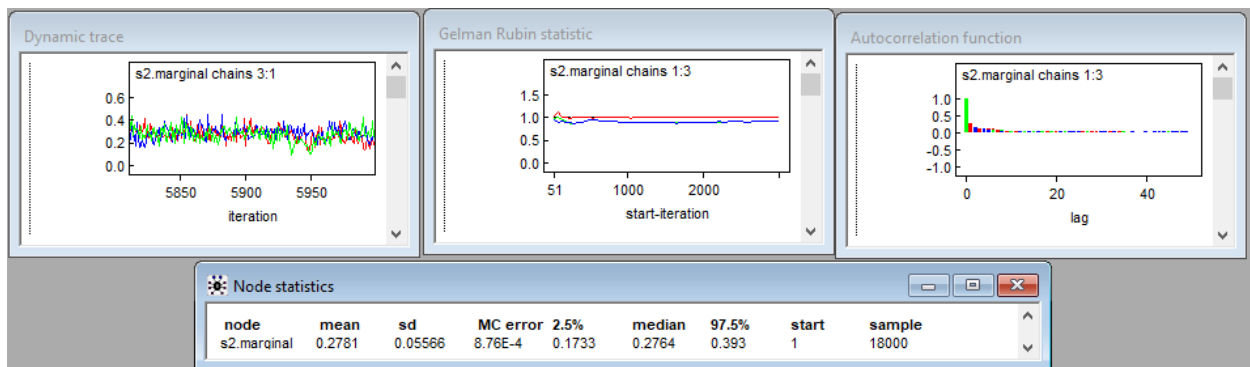 Dynamic trace
s2.marginal chains 3:1
0.6
0.4
0.2
0.0
5850 5900 5950
iteration
Gelman Rubin statistic
s2.marginal chains 1:3
1.5
1.0
0.5
0.0
51 1000 2000
start-iteration
Autocorrelation function
s2.marginal chains 1:3
1.0
0.5
0.0
-0.5
-1.0
0 20 40
lag
Node statistics
node mean sd MC error 2.5% median 97.5% start sample
s2.marginal 0.2781 0.05566 8.76E-4 0.1733 0.2764 0.393 1 18000